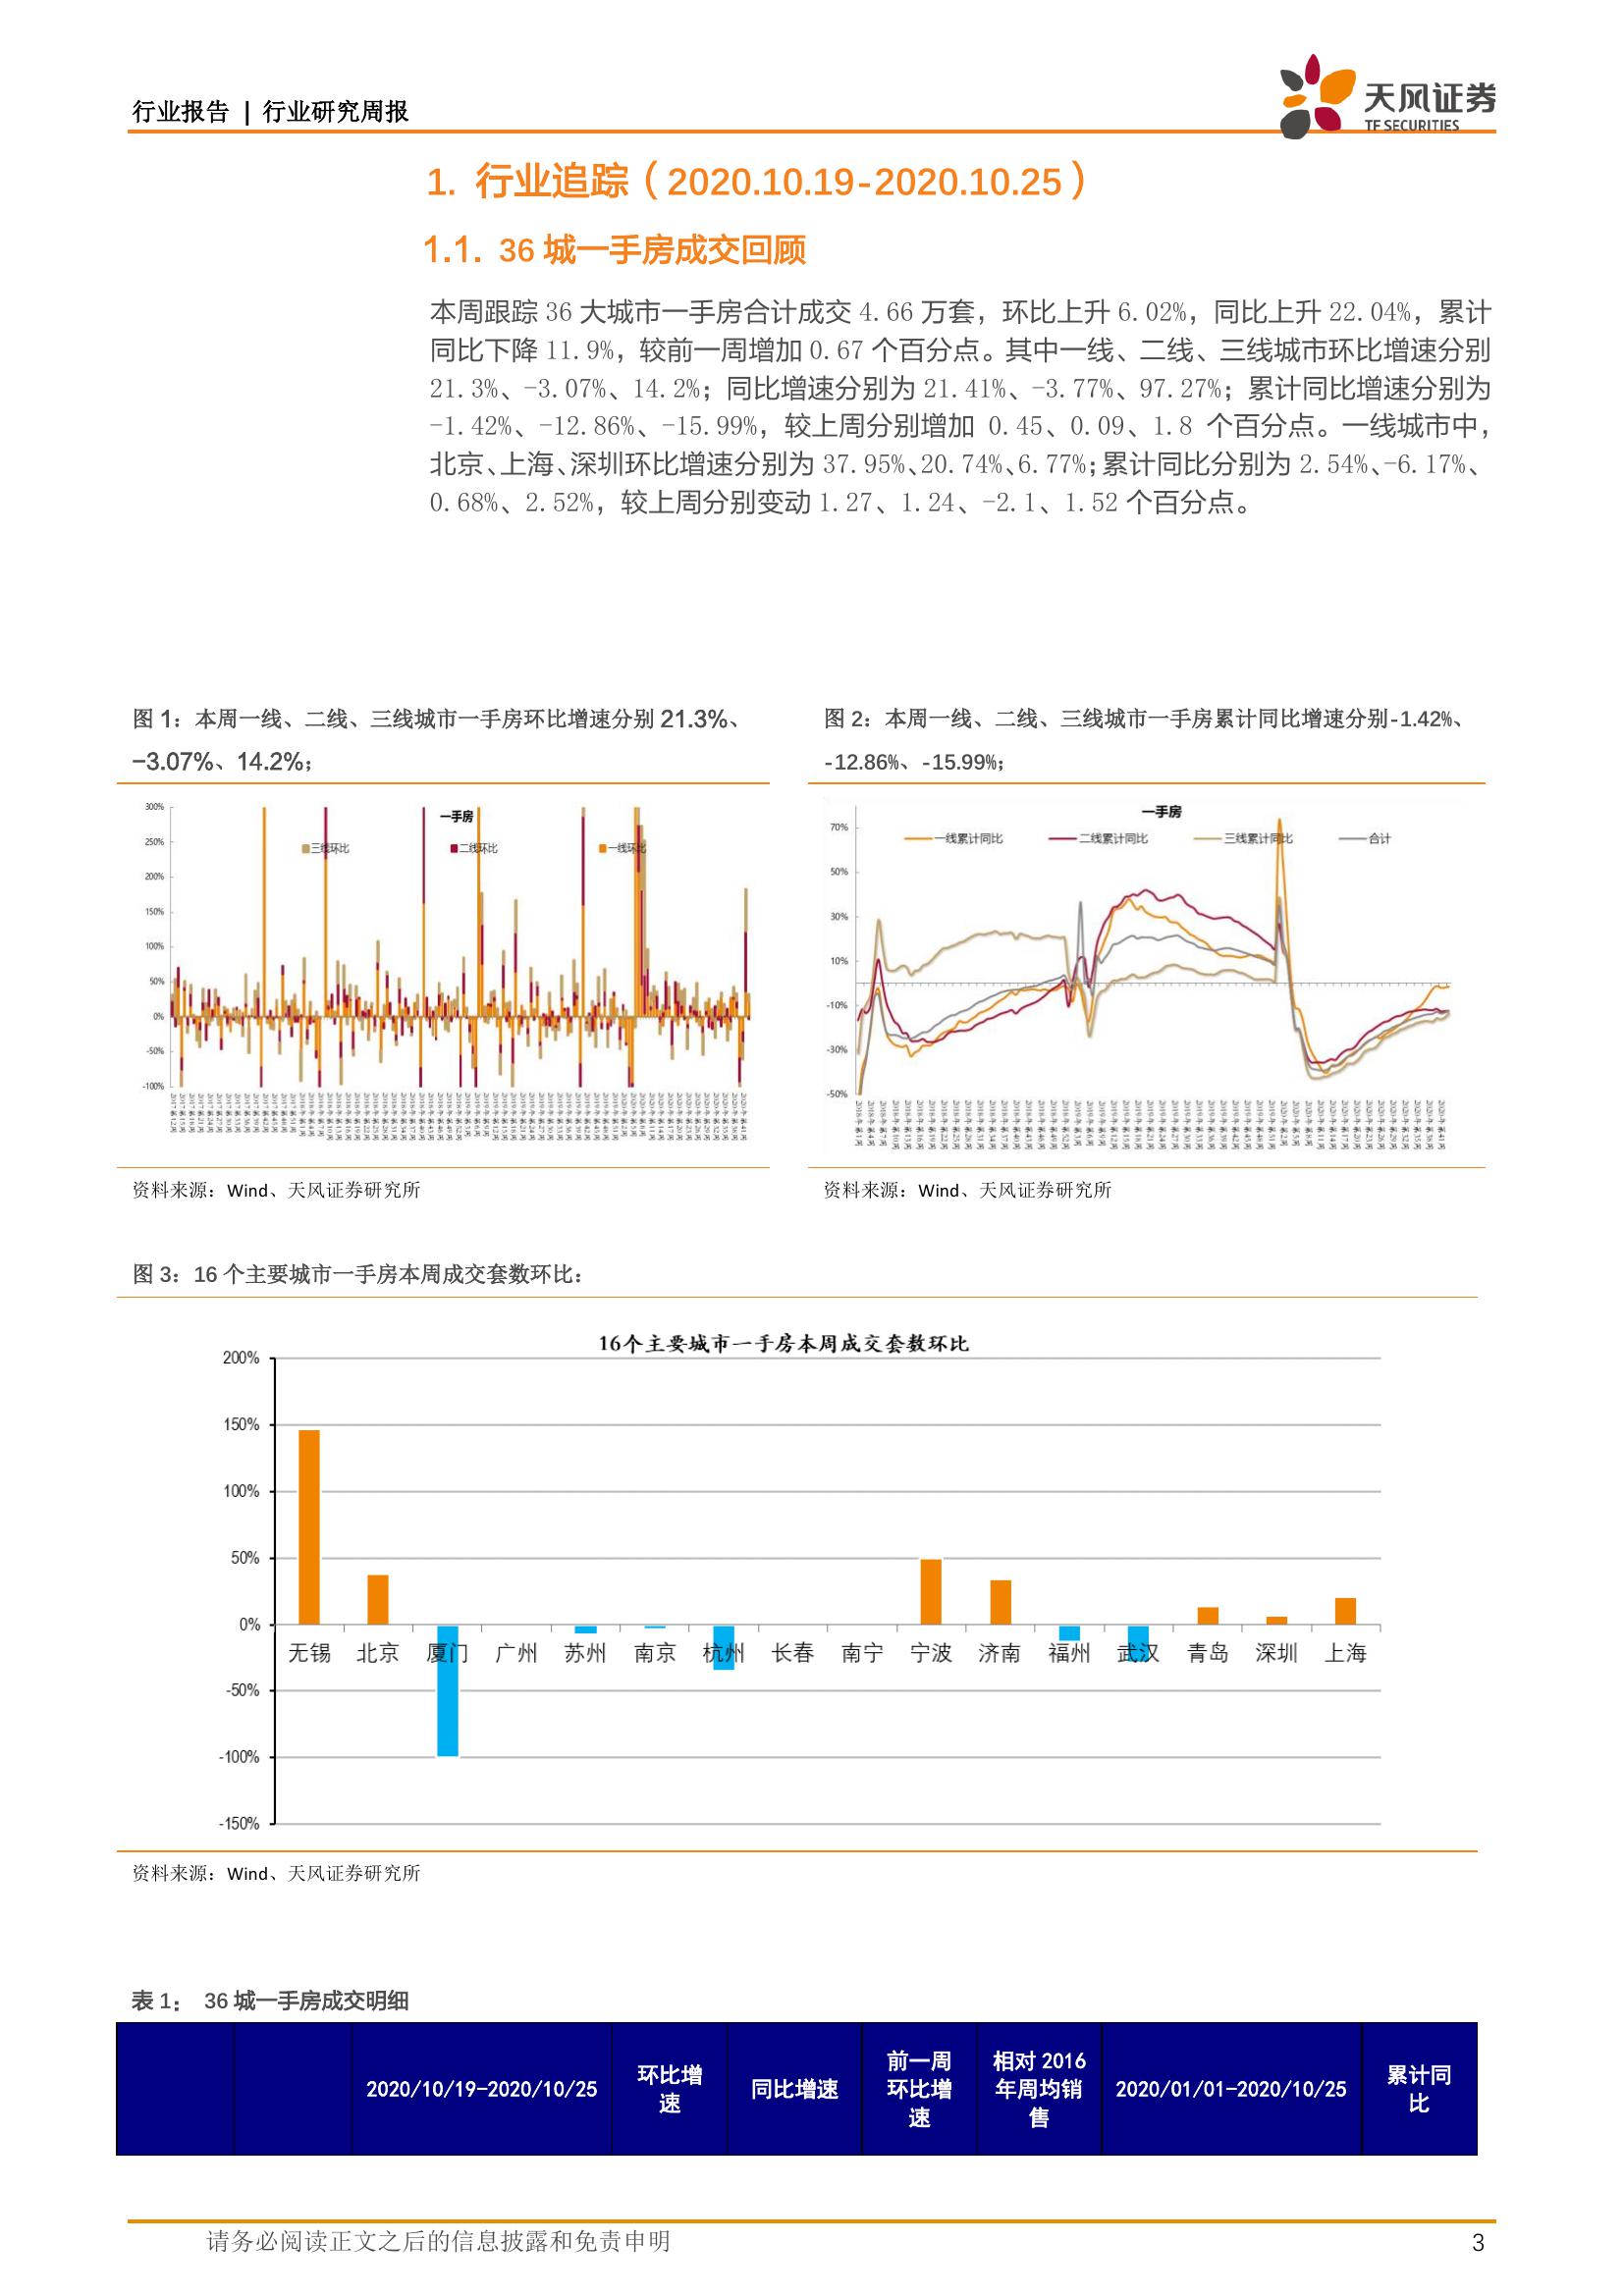 行业报告 | 行业研究周报
天风证券
TF SECURITIES
1. 行业追踪（2020.10.19-2020.10.25）
1.1. 36 城一手房成交回顾
本周跟踪 36 大城市一手房合计成交 4.66 万套，环比上升 6.02%，同比上升 22.04%，累计
同比下降 11.9%，较前一周增加 0.67 个百分点。其中一线、二线、三线城市环比增速分别
21.3%、-3.07%、14.2%；同比增速分别为 21.41%、-3.77%、97.27%；累计同比增速分别为
-1.42%、-12.86%、-15.99%，较上周分别增加 0.45、0.09、1.8 个百分点。一线城市中，
北京、上海、深圳环比增速分别为 37.95%、20.74%、6.77%；累计同比分别为 2.54%、-6.17%、
0.68%、2.52%，较上周分别变动 1.27、1.24、-2.1、1.52 个百分点。
图 1：本周一线、二线、三线城市一手房环比增速分别 21.3%、
-3.07%、14.2%；
一手房
三线环比 二线环比 一线环比
300%
250%
200%
150%
100%
50%
0%
-50%
-100%
资料来源：Wind、天风证券研究所
图 2：本周一线、二线、三线城市一手房累计同比增速分别-1.42%、
-12.86%、-15.99%；
一手房
一线累计同比 二线累计同比 三线累计同比 合计
70%
50%
30%
10%
-10%
-30%
-50%
资料来源：Wind、天风证券研究所
图 3：16 个主要城市一手房本周成交套数环比：
16个主要城市一手房本周成交套数环比
200%
150%
100%
50%
0%
-50%
-100%
-150%
无锡 北京 厦门 广州 苏州 南京 杭州 长春 南宁 宁波 济南 福州 武汉 青岛 深圳 上海
资料来源：Wind、天风证券研究所
表 1： 36 城一手房成交明细
2020/10/19-2020/10/25
环比增
速
同比增速
前一周
环比增
速
相对 2016
年周均销
售
2020/01/01-2020/10/25
累计同
比
请务必阅读正文之后的信息披露和免责申明
3